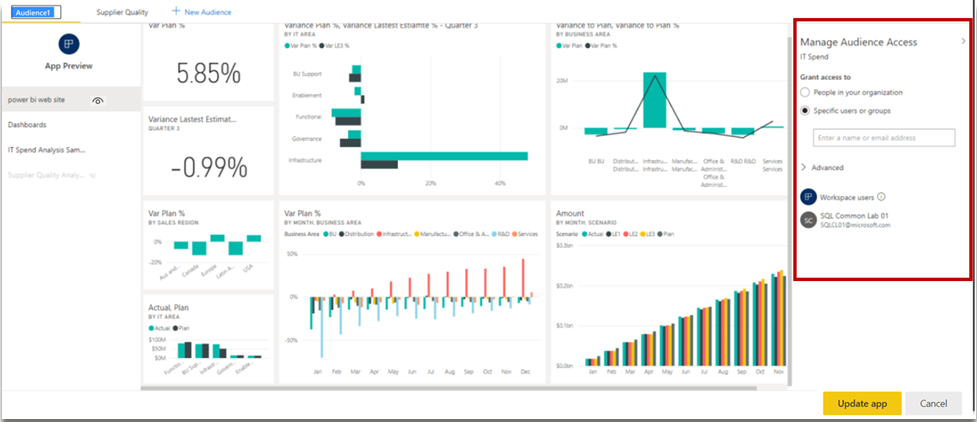 Audience1
Supplier Quality
+ New Audience
App Preview
power bi web site
Dashboards
IT Spend Analysis Sam...
Supplier Quality Analy...
Var Plan %
5.85%
Variance Lastest Estimat...
QUARTER 3
-0.99%
Variance Plan %, Variance Lastest Estiamte % - Quarter 3
BY IT AREA
Var Plan % Var LE3 %
BU Support
Enablement
Functional
Governance
Infrastructure
0% 20% 40%
Variance to Plan, Variance to Plan %
BY BUSINESS AREA
Var Plan Var Plan %
20M
0M
BU BU Distribut... Infrastru... Manufac... Office & R&D R&D Services
Distribut... Infrastru... Manufac... Administ... Services
Office &
Administ...
Var Plan %
BY SALES REGION
0%
-20%
Aus and... Canada Europe Latin A... USA
Actual, Plan
BY IT AREA
Actual Plan
$100M
$50M
$0M
Functio... BU Sup... Infrastr... Govern... Enable...
Var Plan %
BY MONTH, BUSINESS AREA
Business Area BU Distribution Infrastruct... Manufactu... Office & A... R&D Services
50%
0%
-50%
Jan Feb Mar Apr May Jun Jul Aug Sep Oct Nov Dec
Amount
BY MONTH, SCENARIO
Scenario Actual LE1 LE2 LE3 Plan
$0.3bn
$0.2bn
$0.1bn
$0.0bn
Jan Feb Mar Apr May Jun Jul Aug Sep Oct Nov
Manage Audience Access
IT Spend
Grant access to
People in your organization
Specific users or groups
Enter a name or email address
Advanced
Workspace users
SC
SQL Common Lab 01
SQLCL01@microsoft.com
Update app
Cancel